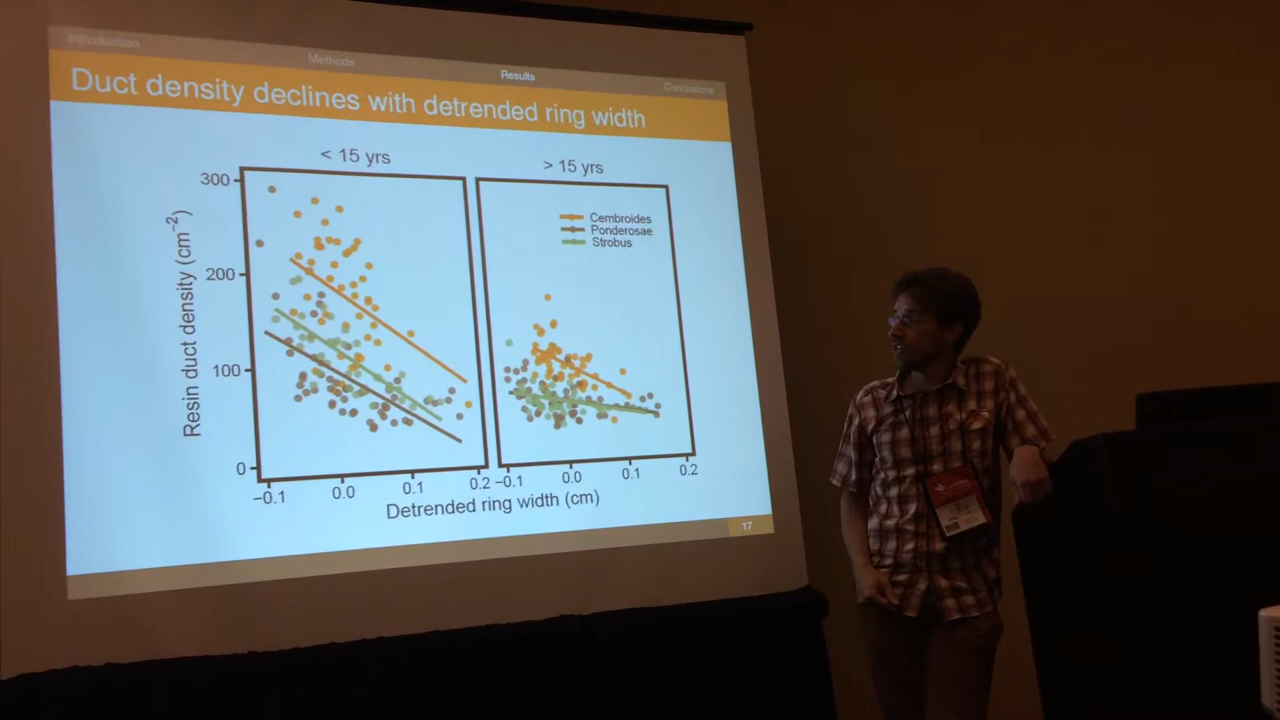 Introduction
Methods
Results
Conclusions
Duct density declines with detrended ring width
< 15 yrs
> 15 yrs
300
200
100
0
Resin duct density (cm⁻²)
Cembroides
Ponderosae
Strobus
−0.1 0.0 0.1 0.2
−0.1 0.0 0.1 0.2
Detrended ring width (cm)
17